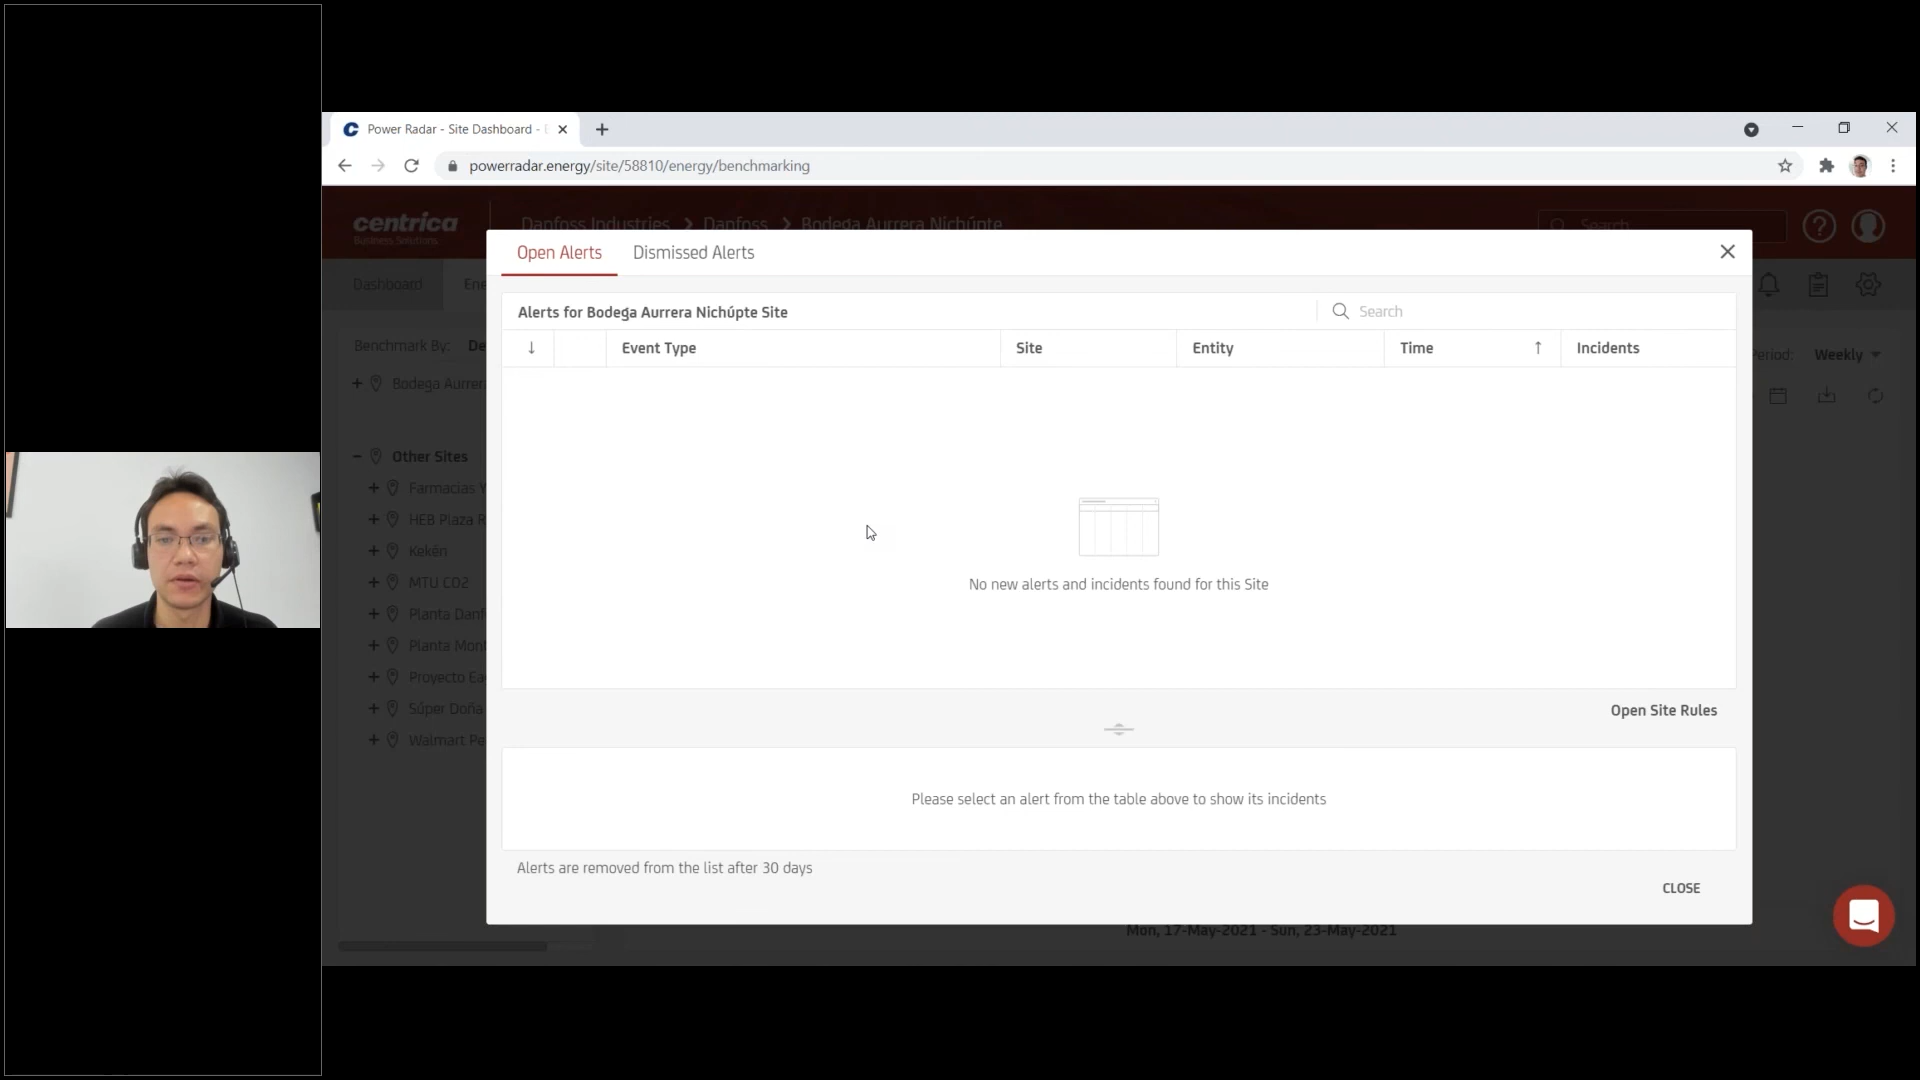 Power Radar - Site Dashboard -
powerradar.energy/site/58810/energy/benchmarking
centrica
Business Solutions
Danfoss Industries > Danfoss > Bodega Aurrera Nichúpte
Search
Dashboard
Ene
Open Alerts
Dismissed Alerts
Benchmark By: De
Period: Weekly
Alerts for Bodega Aurrera Nichúpte Site
Search
Event Type
Site
Entity
Time
Incidents
Bodega Aurrer
Other Sites
Farmacias Y
HEB Plaza R
Kekén
MTU CO2
Planta Danf
Planta Mon
Proyecto Ea
Súper Doña
Walmart Pe
No new alerts and incidents found for this Site
Open Site Rules
Please select an alert from the table above to show its incidents
Alerts are removed from the list after 30 days
CLOSE
Mon, 17-May-2021 - Sun, 23-May-2021